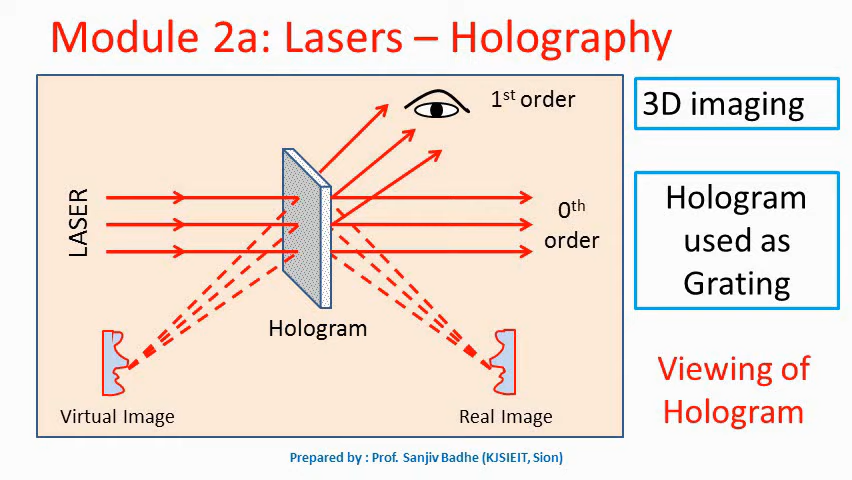 Module 2a: Lasers – Holography
1st order
3D imaging
LASER
0th
order
Hologram
used as
Grating
Hologram
Virtual Image
Real Image
Viewing of
Hologram
Prepared by : Prof. Sanjiv Badhe (KJSIEIT, Sion)